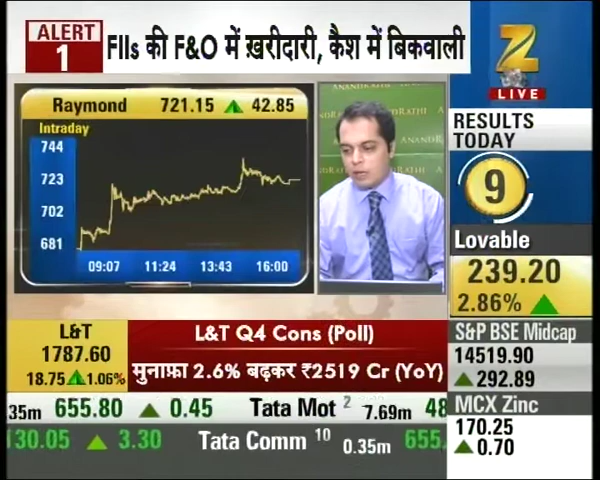 ALERT
1
FIIs की F&O में ख़रीदारी, कैश में बिकवाली
Z
LIVE
Raymond 721.15 42.85
Intraday
744
723
702
681
09:07 11:24 13:43 16:00
ANANDRATHI
RESULTS
TODAY
9
Lovable
239.20
2.86%
L&T
1787.60
18.75 1.06%
L&T Q4 Cons (Poll)
मुनाफ़ा 2.6% बढ़कर ₹2519 Cr (YoY)
S&P BSE Midcap
14519.90
292.89
MCX Zinc
170.25
0.70
35m 655.80 0.45 Tata Mot 2 7.69m 48
130.05 3.30 Tata Comm 10 0.35m 655.